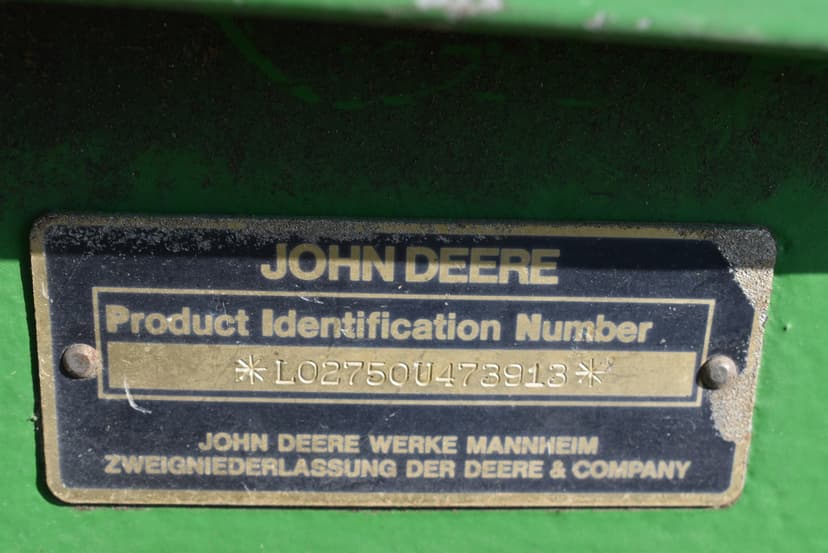 JOHN DEERE
Product Identification Number
*L02750U473913*
JOHN DEERE WERKE MANNHEIM
ZWEIGNIEDERLASSUNG DER DEERE & COMPANY